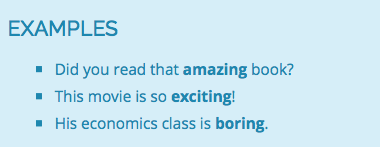 EXAMPLES
Did you read that amazing book?
This movie is so exciting!
His economics class is boring.